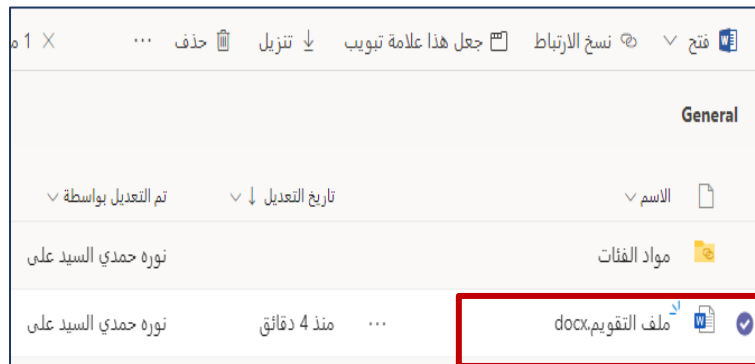 فتح نسخ الارتباط جعل هذا علامة تبويب تنزيل حذف ... 1 م
General
الاسم تاريخ التعديل ↓ تم التعديل بواسطة
مواد الفئات نوره حمدي السيد على
ملف التقويم.docx ... منذ 4 دقائق نوره حمدي السيد على